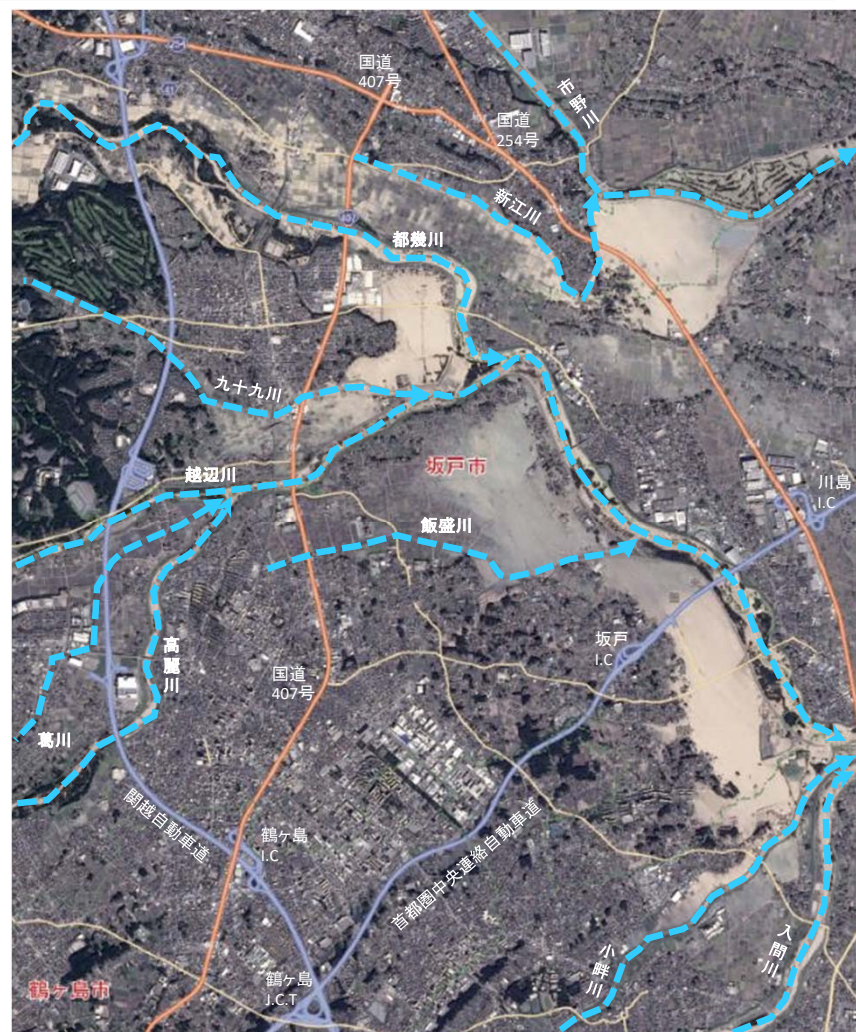 254
国道
407号
市野川
国道
254号
41
新江川
407
都幾川
九十九川
越辺川
坂戸市
川島
I.C
飯盛川
坂戸
I.C
高麗川
国道
407号
葛川
関越自動車道
鶴ヶ島
I.C
首都圏中央連絡自動車道
小畔川
入間川
鶴ヶ島
J.C.T
鶴ヶ島市